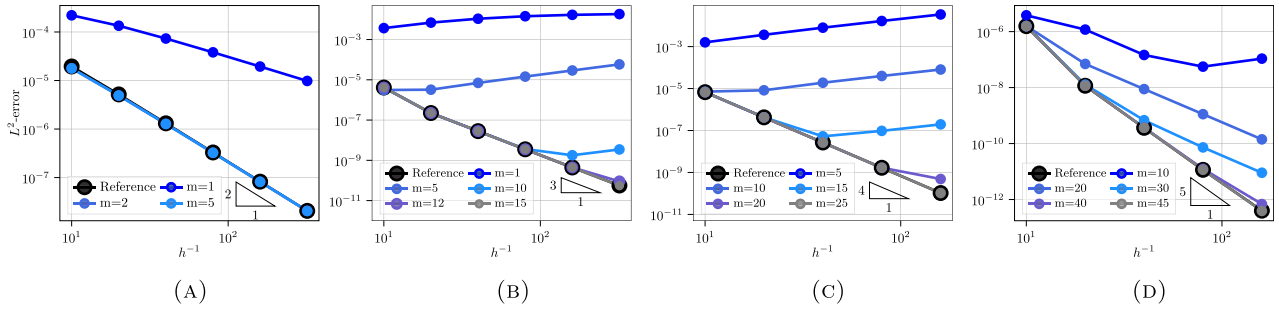 10⁻⁴
10⁻⁵
10⁻⁶
10⁻⁷
L²-error
Reference
m=1
m=2
m=5
2
1
10¹
10²
h⁻¹
(A)
10⁻³
10⁻⁵
10⁻⁷
10⁻⁹
10⁻¹¹
Reference
m=1
m=5
m=10
m=12
m=15
3
1
10¹
10²
h⁻¹
(B)
10⁻³
10⁻⁵
10⁻⁷
10⁻⁹
10⁻¹¹
Reference
m=5
m=10
m=15
m=20
m=25
4
1
10¹
10²
h⁻¹
(C)
10⁻⁶
10⁻⁸
10⁻¹⁰
10⁻¹²
Reference
m=10
m=20
m=30
m=40
m=45
5
1
10¹
10²
h⁻¹
(D)